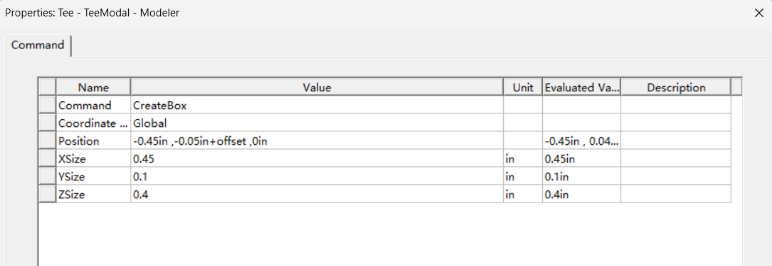 Properties: Tee - TeeModal - Modeler
Command
Name Value Unit Evaluated Va... Description
Command CreateBox
Coordinate ... Global
Position -0.45in ,-0.05in+offset ,0in -0.45in , 0.04...
XSize 0.45 in 0.45in
YSize 0.1 in 0.1in
ZSize 0.4 in 0.4in